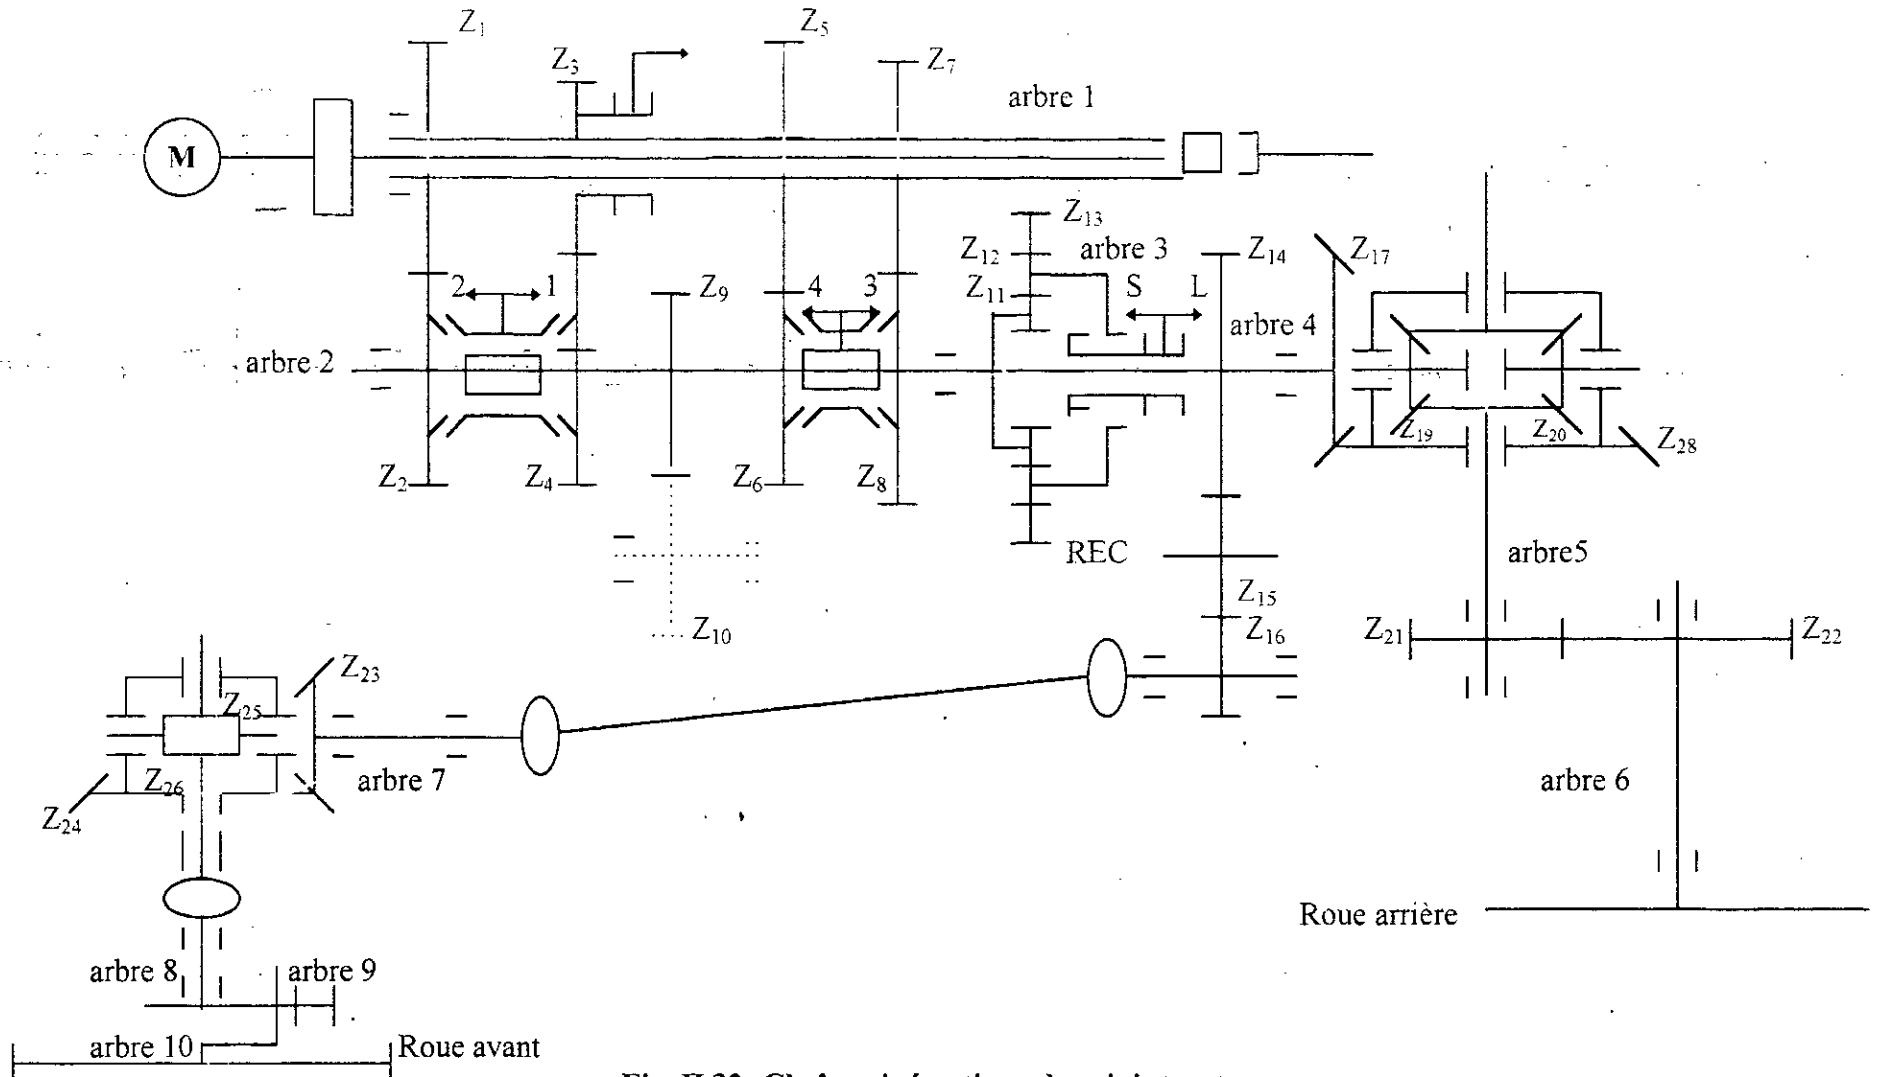 Z1
Z5
Z3
Z7
arbre 1
M
Z13
Z12
arbre 3
Z14
Z17
2
1
Z9
4
3
Z11
S
L
arbre 4
arbre 2
Z19
Z20
Z28
Z2
Z4
Z6
Z8
REC
arbre5
Z15
Z10
Z16
Z21
Z22
Z23
Z25
Z26
arbre 7
arbre 6
Z24
Roue arrière
arbre 8
arbre 9
arbre 10
Roue avant